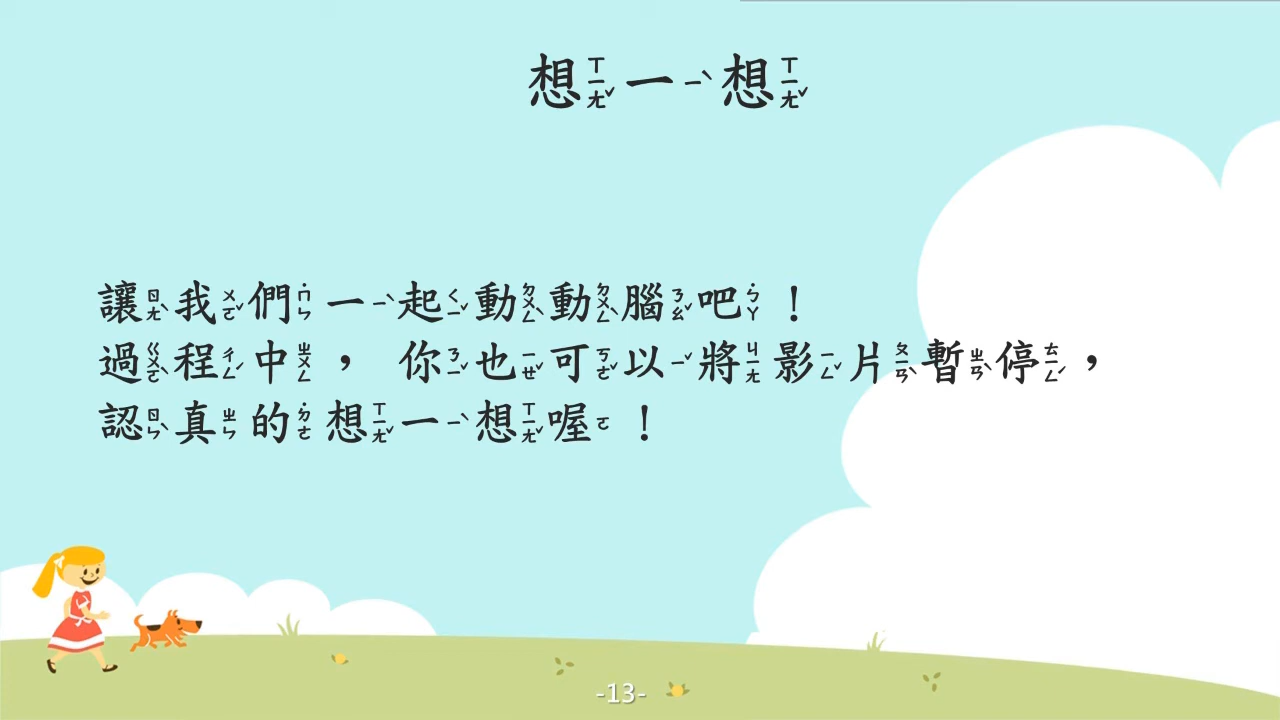 想一想
讓我們一起動動腦吧！
過程中，你也可以將影片暫停，
認真的想一想喔！
-13-